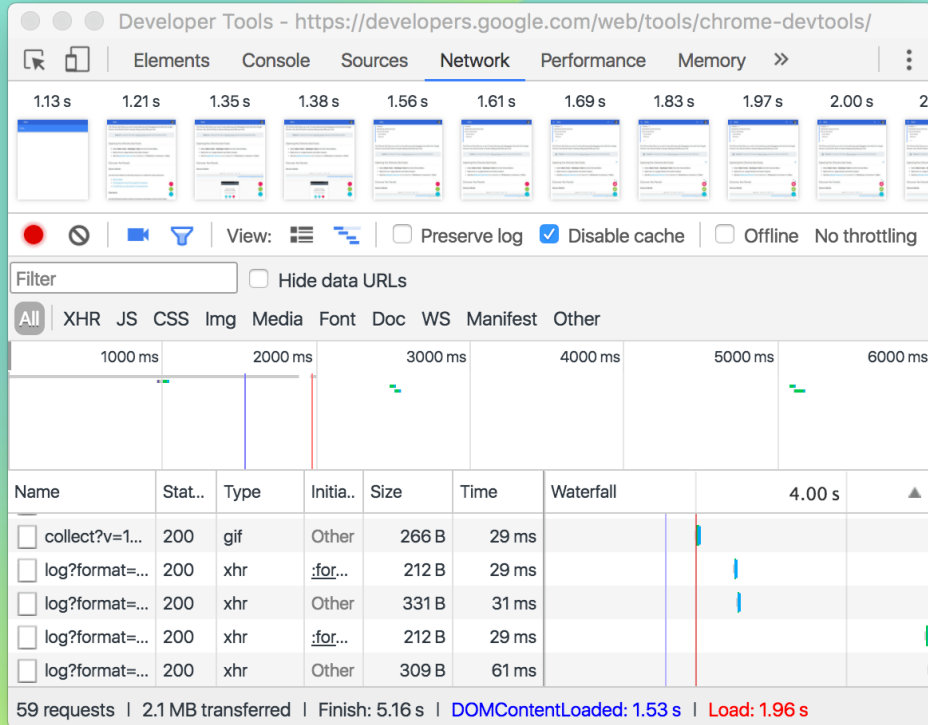 Developer Tools - https://developers.google.com/web/tools/chrome-devtools/
Elements Console Sources Network Performance Memory »
1.13 s 1.21 s 1.35 s 1.38 s 1.56 s 1.61 s 1.69 s 1.83 s 1.97 s 2.00 s 2
View: Preserve log Disable cache Offline No throttling
Filter Hide data URLs
All XHR JS CSS Img Media Font Doc WS Manifest Other
1000 ms 2000 ms 3000 ms 4000 ms 5000 ms 6000 ms
Name Stat... Type Initia.. Size Time Waterfall 4.00 s
collect?v=1... 200 gif Other 266 B 29 ms
log?format=... 200 xhr :for... 212 B 29 ms
log?format=... 200 xhr Other 331 B 31 ms
log?format=... 200 xhr :for... 212 B 29 ms
log?format=... 200 xhr Other 309 B 61 ms
59 requests | 2.1 MB transferred | Finish: 5.16 s | DOMContentLoaded: 1.53 s | Load: 1.96 s